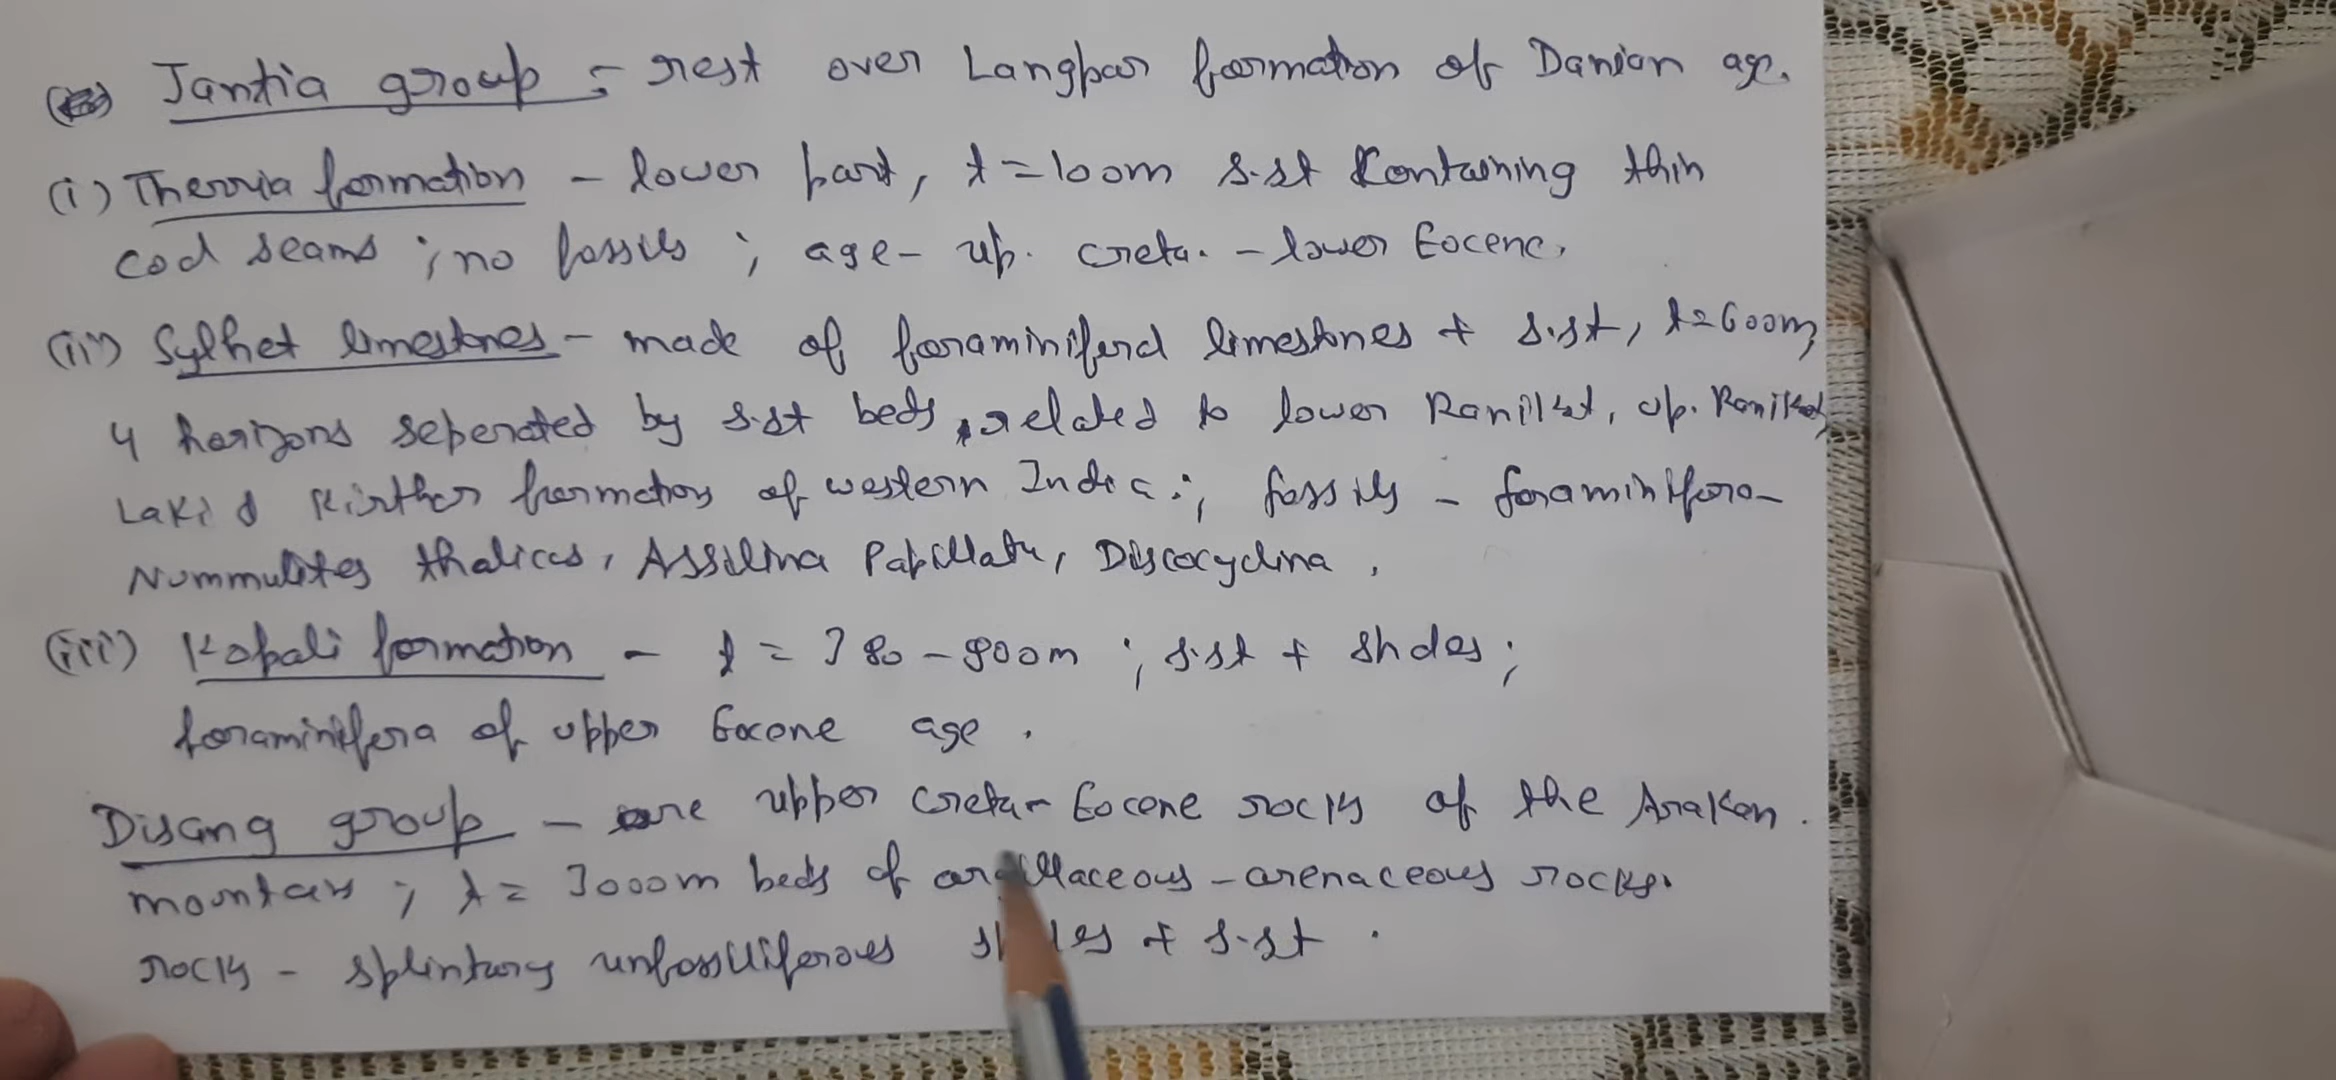 Jantia group :- rest over Langpar formation of Danian age.
(i) Therria formation - lower part, t=100m s.st Containing thin
coal seams ; no fossils ; age- up. creta. - lower Eocene.
(ii) Sylhet limestones - made of foraminiferal limestones + s.st, t=600m,
4 horizons seperated by s.st beds, related to lower Ranikot, up. Ranikot,
Laki & Kirthar formations of western India ; fossils - foraminifera-
Nummulites thalicus, Assilina Papillata, Discocyclina ,
(iii) Kopali formation - t = 380-900m ; s.st + shales ;
foraminifera of upper Eocene age .
Disang group - are upper creta- Eocene rocks of the Arakan .
mountain ; t = 3000m beds of argillaceous - arenaceous rocks.
rocks - splintary unfossiliferous + s.st .